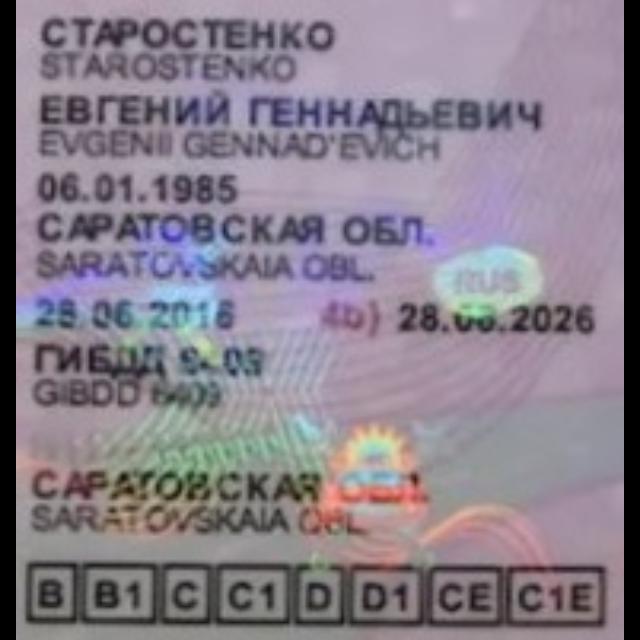 СТАРОСТЕНКО
STAROSTENKO
ЕВГЕНИЙ ГЕННАДЬЕВИЧ
EVGENII GENNAD'EVICH
06.01.1985
САРАТОВСКАЯ ОБЛ.
SARATOVSKAIA OBL.
RUS
28.06.2016 4b) 28.06.2026
ГИБДД 6409
GIBDD 6409
САРАТОВСКАЯ ОБЛ.
SARATOVSKAIA OBL.
B B1 C C1 D D1 CE C1E